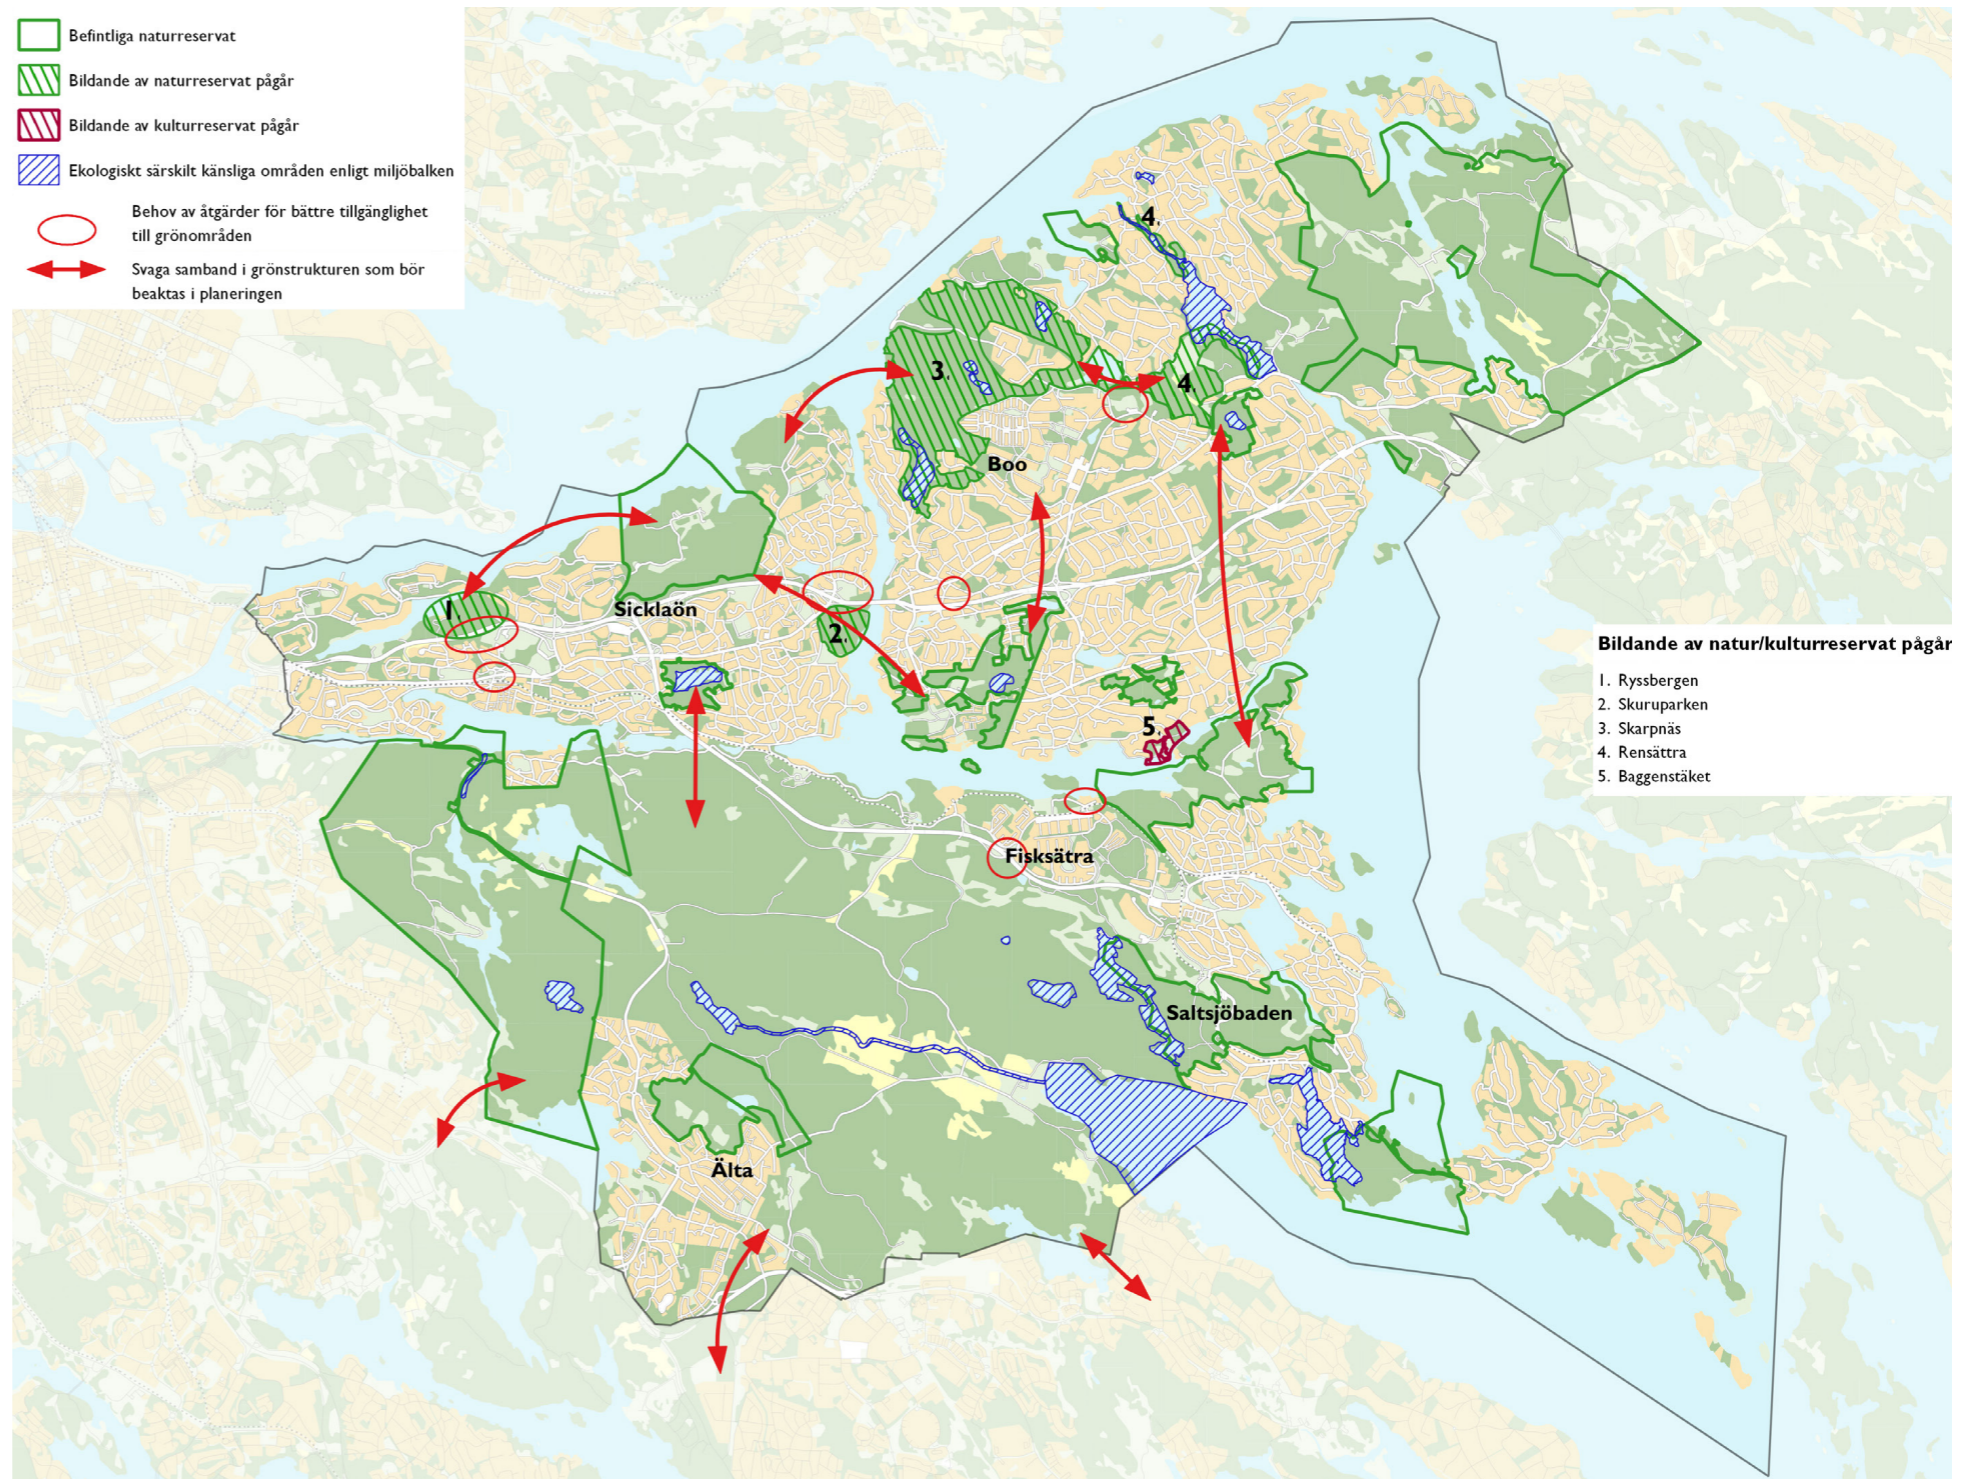 Befintliga naturreservat
Bildande av naturreservat pågår
Bildande av kulturreservat pågår
Ekologiskt särskilt känsliga områden enligt miljöbalken
Behov av åtgärder för bättre tillgänglighet
till grönområden
Svaga samband i grönstrukturen som bör
beaktas i planeringen
4.
3.
4.
Boo
1.
Sicklaön
2.
5.
Fisksätra
Saltsjöbaden
Älta
Bildande av natur/kulturreservat pågår
1. Ryssbergen
2. Skuruparken
3. Skarpnäs
4. Rensättra
5. Baggenstäket